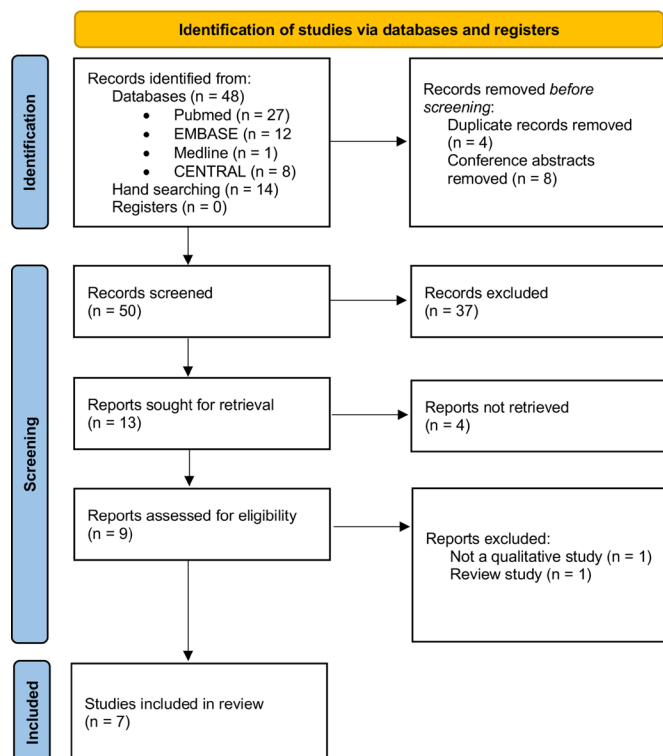 Identification of studies via databases and registers
Identification
Records identified from:
Databases (n = 48)
• Pubmed (n = 27)
• EMBASE (n = 12
• Medline (n = 1)
• CENTRAL (n = 8)
Hand searching (n = 14)
Registers (n = 0)
Records removed before
screening:
Duplicate records removed
(n = 4)
Conference abstracts
removed (n = 8)
Screening
Records screened
(n = 50)
Records excluded
(n = 37)
Reports sought for retrieval
(n = 13)
Reports not retrieved
(n = 4)
Reports assessed for eligibility
(n = 9)
Reports excluded:
Not a qualitative study (n = 1)
Review study (n = 1)
Included
Studies included in review
(n = 7)